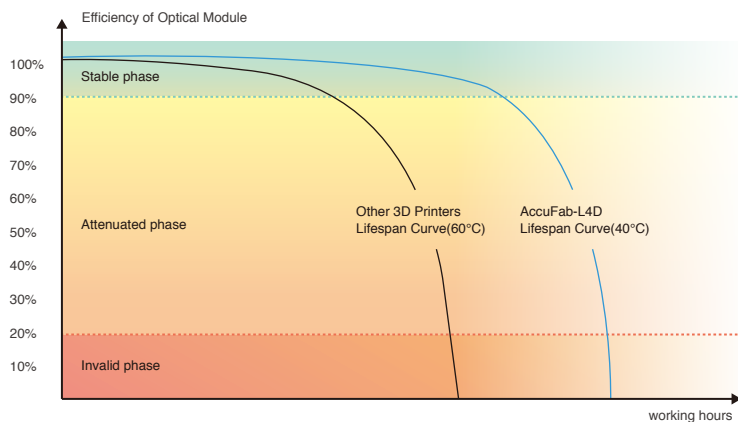 Efficiency of Optical Module
100%
Stable phase
90%
80%
70%
60%
Other 3D Printers
Lifespan Curve(60°C)
AccuFab-L4D
Lifespan Curve(40°C)
Attenuated phase
50%
40%
30%
20%
Invalid phase
10%
working hours